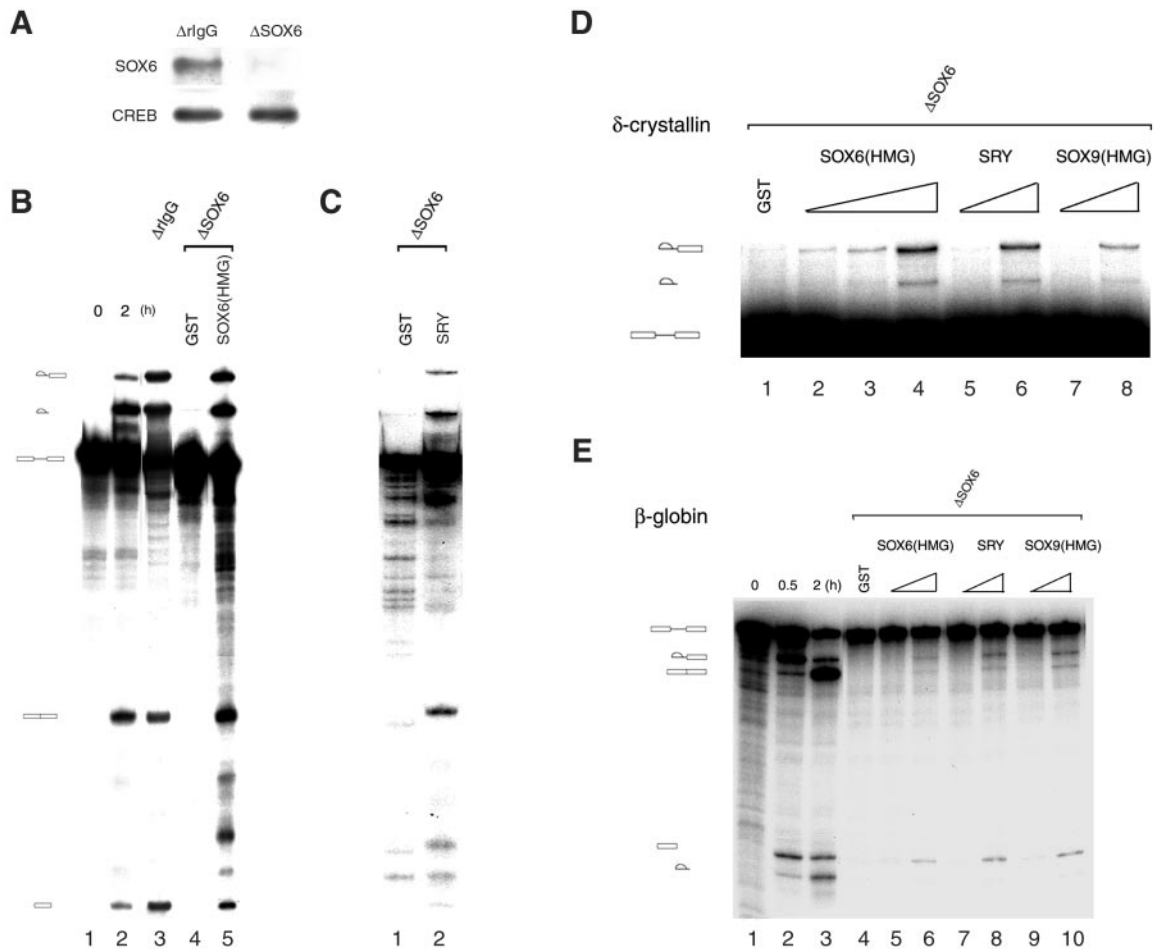 A
ΔrIgG ΔSOX6
SOX6
CREB
B
ΔrIgG
ΔSOX6
0 2 (h)
GST
SOX6(HMG)
1 2 3 4 5
C
ΔSOX6
GST
SRY
1 2
D
ΔSOX6
δ-crystallin
SOX6(HMG) SRY SOX9(HMG)
GST
1 2 3 4 5 6 7 8
E
ΔSOX6
β-globin
SOX6(HMG) SRY SOX9(HMG)
0 0.5 2 (h) GST
1 2 3 4 5 6 7 8 9 10